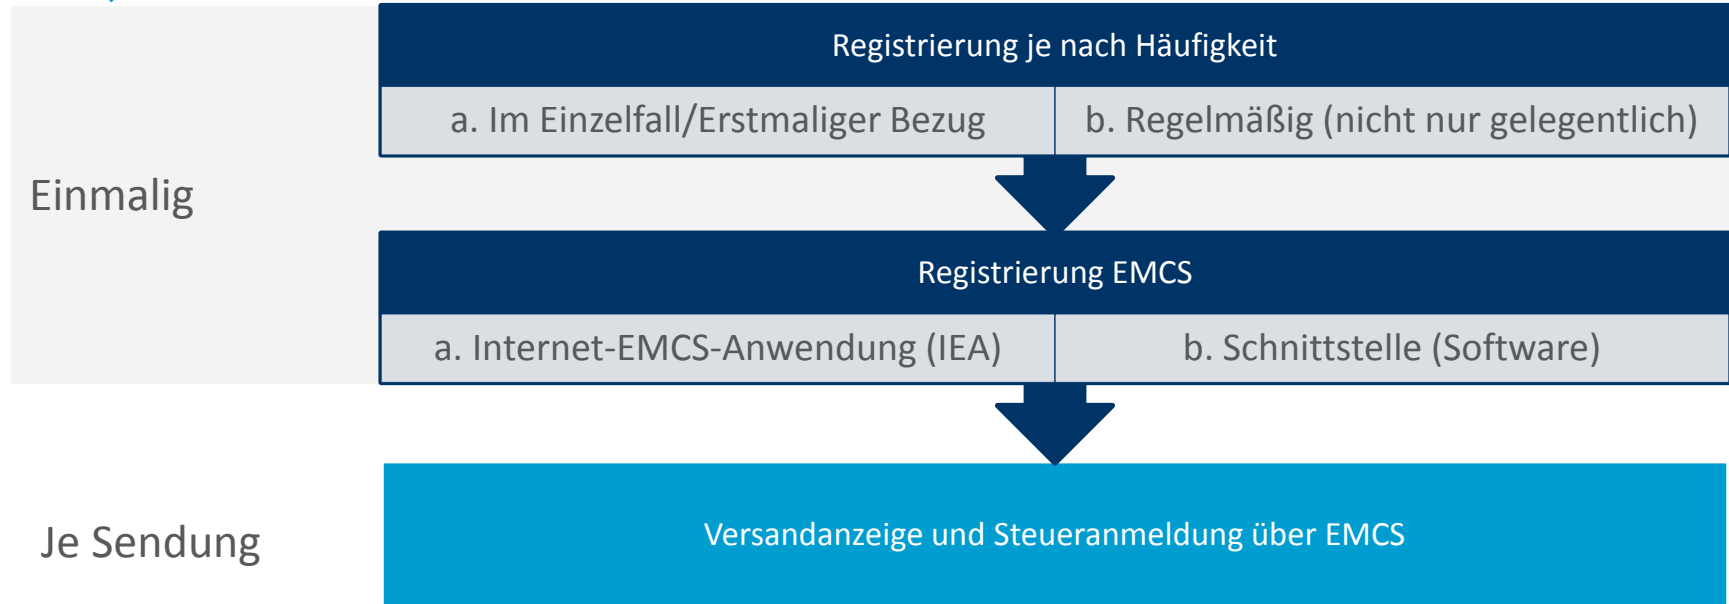 Registrierung je nach Häufigkeit
a. Im Einzelfall/Erstmaliger Bezug
b. Regelmäßig (nicht nur gelegentlich)
Einmalig
Registrierung EMCS
a. Internet-EMCS-Anwendung (IEA)
b. Schnittstelle (Software)
Je Sendung
Versandanzeige und Steueranmeldung über EMCS